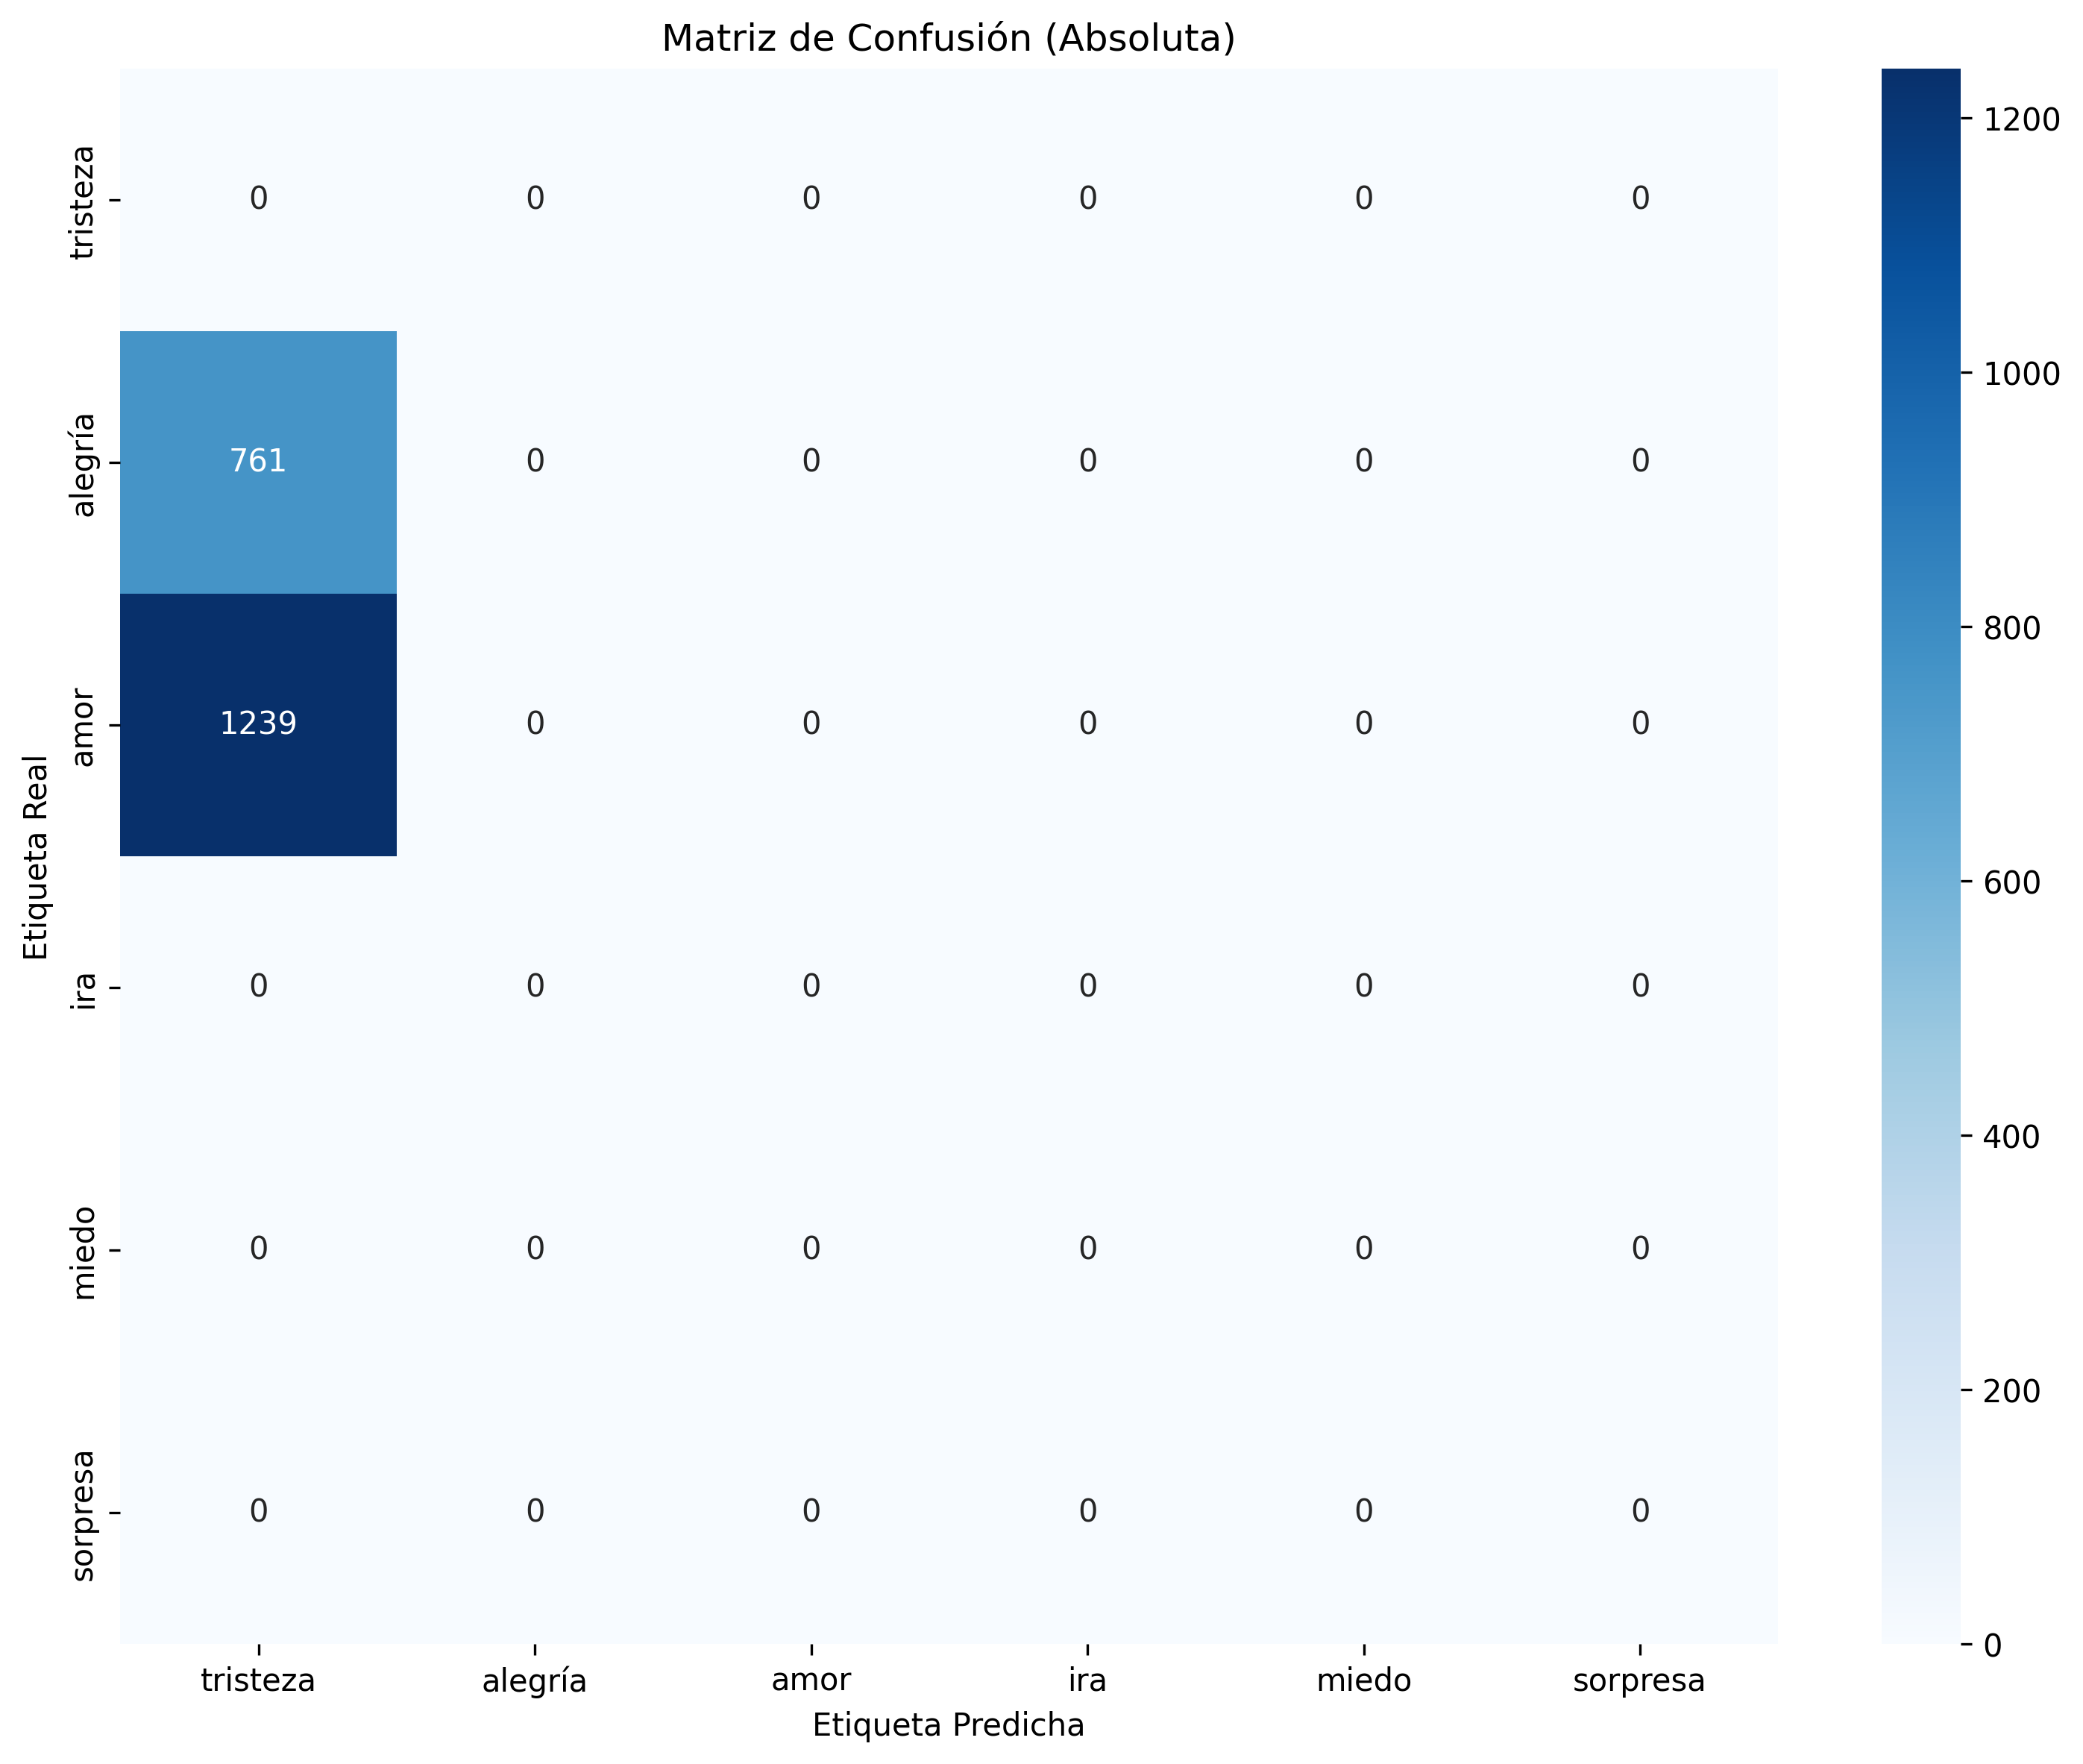 Matriz de Confusión (Absoluta)
Etiqueta Real
tristeza 0 0 0 0 0 0
alegría 761 0 0 0 0 0
amor 1239 0 0 0 0 0
ira 0 0 0 0 0 0
miedo 0 0 0 0 0 0
sorpresa 0 0 0 0 0 0
tristeza alegría amor ira miedo sorpresa
Etiqueta Predicha
1200
1000
800
600
400
200
0